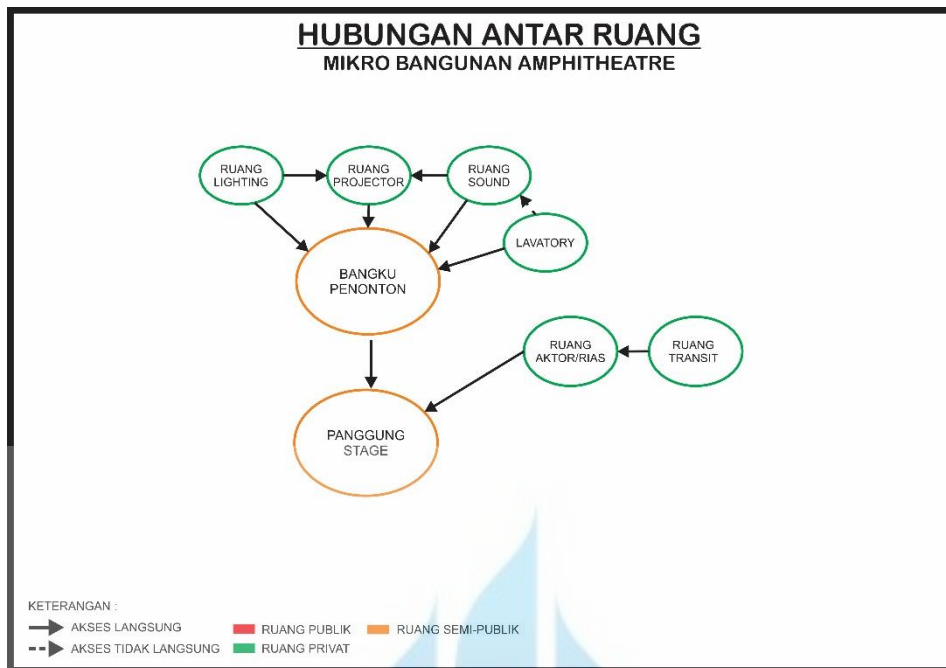 HUBUNGAN ANTAR RUANG
MIKRO BANGUNAN AMPHITHEATRE
RUANG
LIGHTING
RUANG
PROJECTOR
RUANG
SOUND
LAVATORY
BANGKU
PENONTON
RUANG
AKTOR/RIAS
RUANG
TRANSIT
PANGGUNG
STAGE
KETERANGAN :
AKSES LANGSUNG
RUANG PUBLIK
RUANG SEMI-PUBLIK
AKSES TIDAK LANGSUNG
RUANG PRIVAT